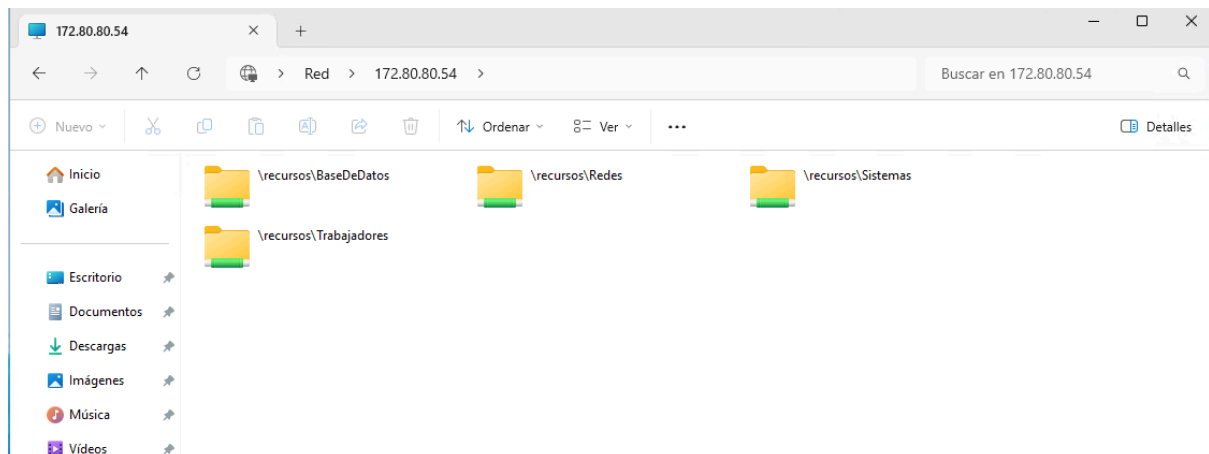 172.80.80.54
Red > 172.80.80.54 >
Buscar en 172.80.80.54
Nuevo
Ordenar
Ver
Detalles
Inicio
Galería
Escritorio
Documentos
Descargas
Imágenes
Música
Vídeos
\recursos\BaseDeDatos
\recursos\Redes
\recursos\Sistemas
\recursos\Trabajadores